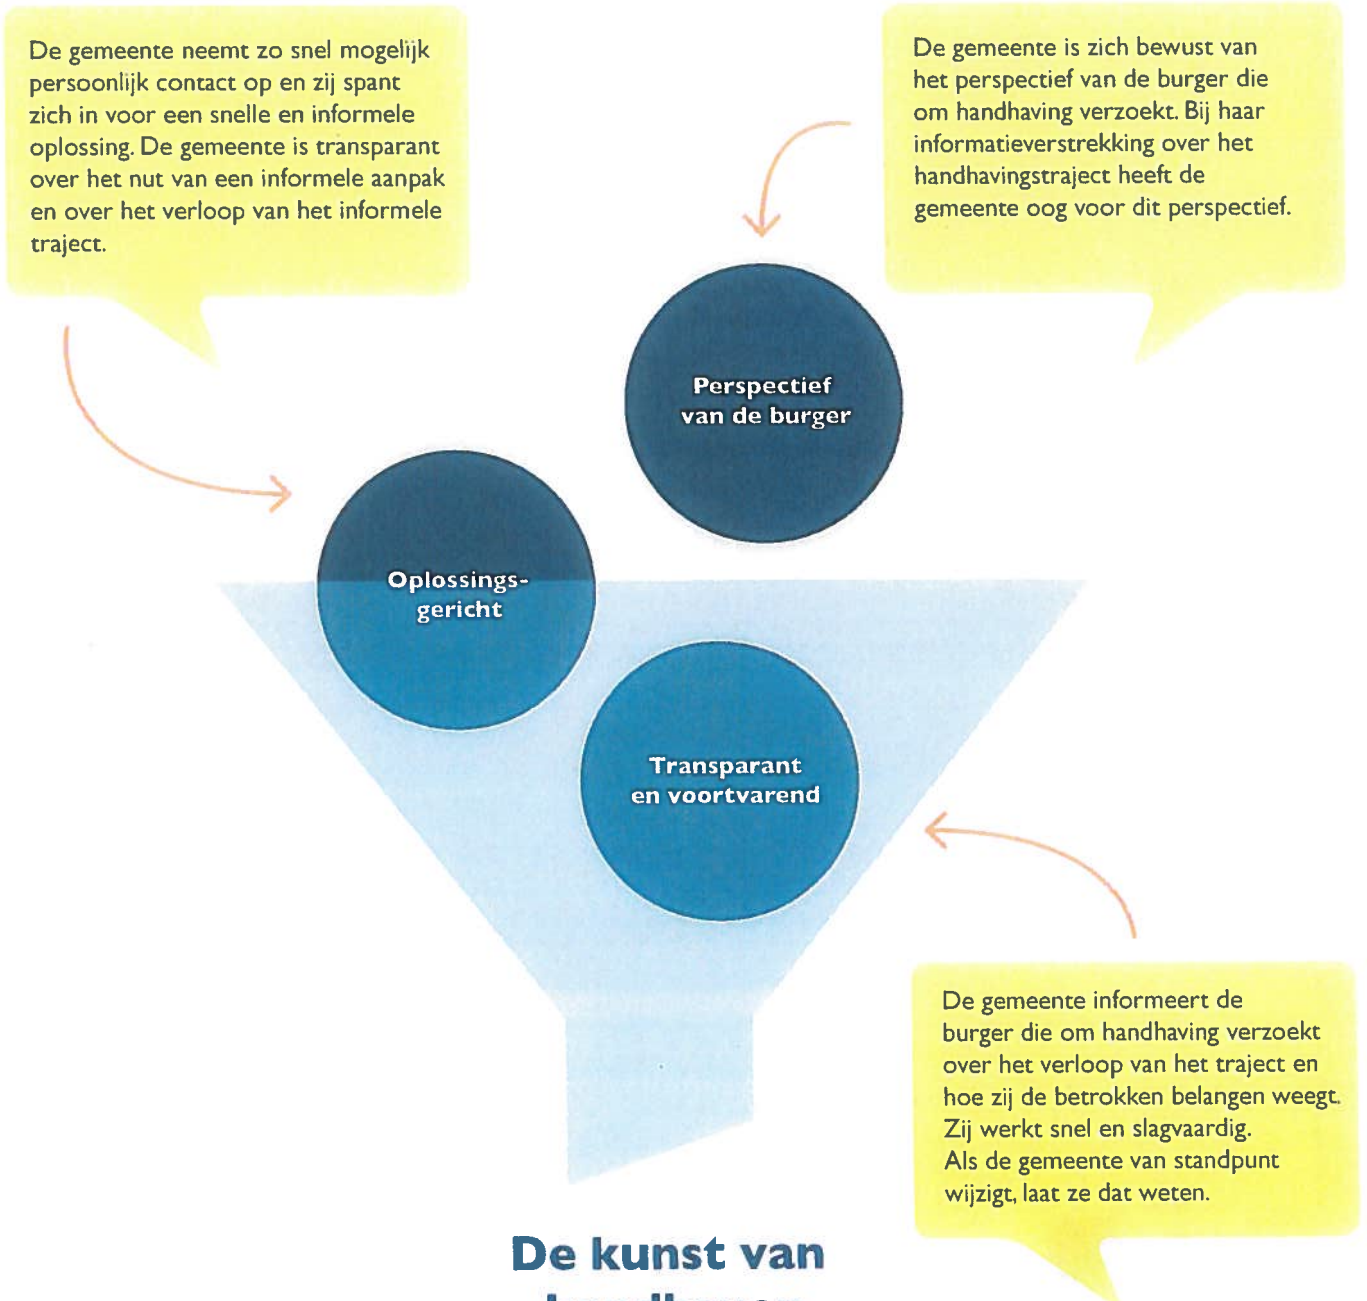 De gemeente neemt zo snel mogelijk
persoonlijk contact op en zij spant
zich in voor een snelle en informele
oplossing. De gemeente is transparant
over het nut van een informele aanpak
en over het verloop van het informele
traject.
De gemeente is zich bewust van
het perspectief van de burger die
om handhaving verzoekt. Bij haar
informatieverstrekking over het
handhavingstraject heeft de
gemeente oog voor dit perspectief.
Perspectief
van de burger
Oplossings-
gericht
Transparant
en voortvarend
De gemeente informeert de
burger die om handhaving verzoekt
over het verloop van het traject en
hoe zij de betrokken belangen weegt.
Zij werkt snel en slagvaardig.
Als de gemeente van standpunt
wijzigt, laat ze dat weten.
De kunst van